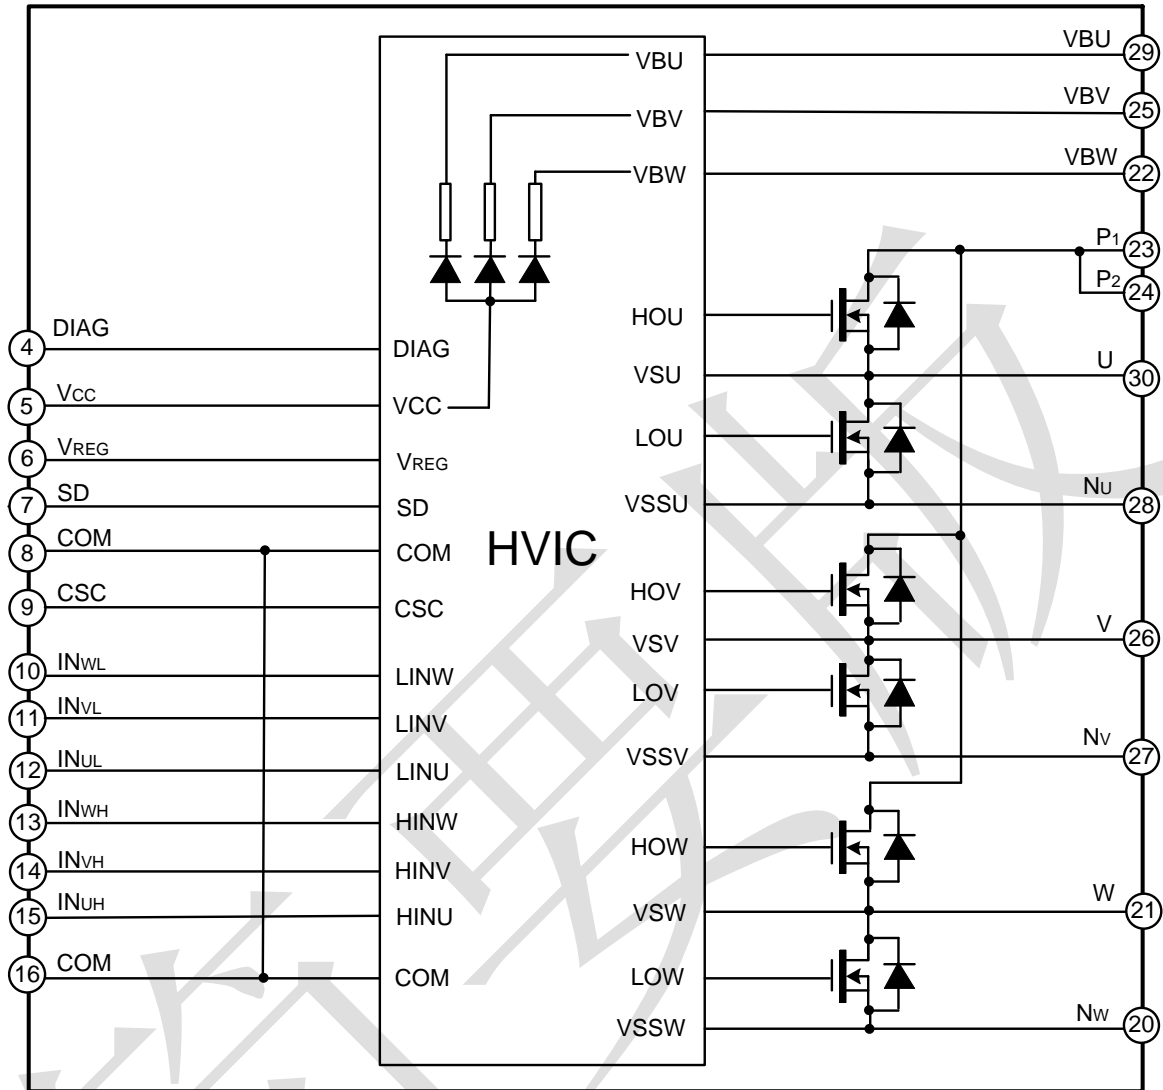 VBU
VBU
29
VBV
VBV
25
VBW
VBW
22
P1
23
P2
24
HOU
DIAG
4
DIAG
VSU
U
30
VCC
5
VCC
LOU
VREG
6
VREG
SD
7
SD
VSSU
NU
28
COM
8
COM
HVIC
CSC
9
CSC
HOV
VSV
V
26
INWL
10
LINW
LOV
INVL
11
LINV
VSSV
NV
27
INUL
12
LINU
INWH
13
HINW
HOW
INVH
14
HINV
INUH
15
HINU
VSW
W
21
COM
16
COM
LOW
VSSW
NW
20